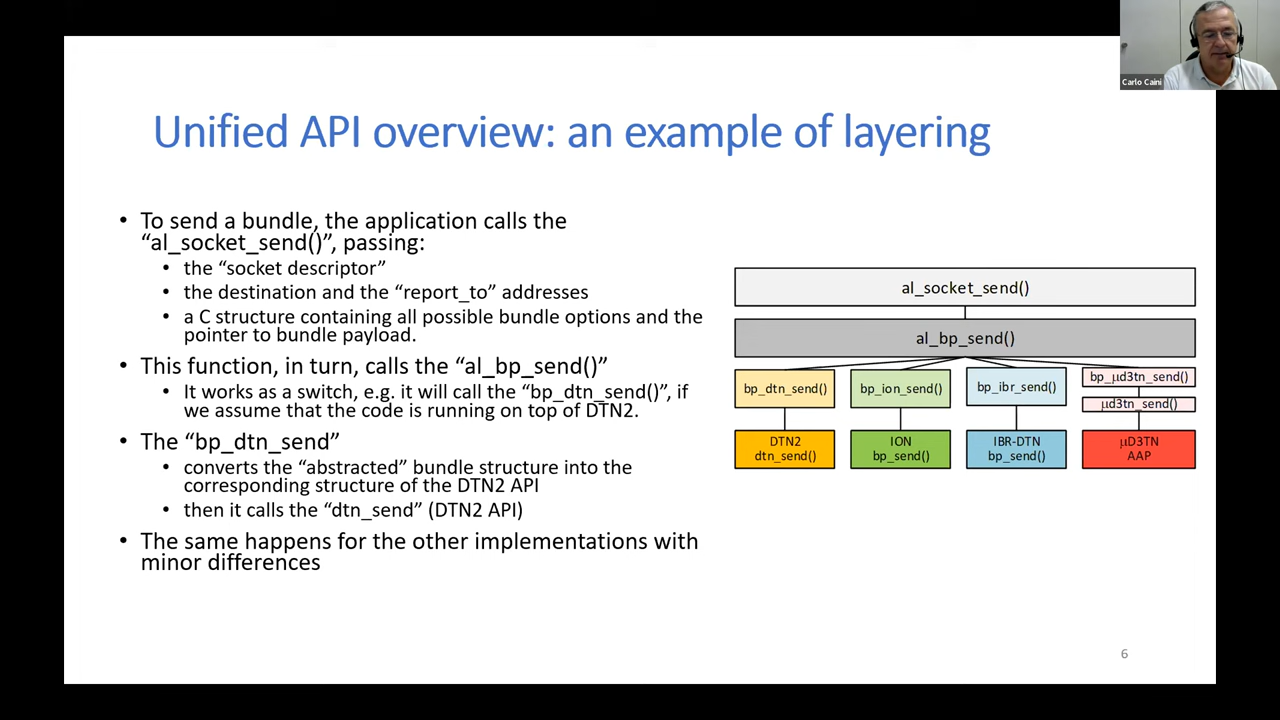 Carlo Caini
Unified API overview: an example of layering
• To send a bundle, the application calls the
“al_socket_send()”, passing:
• the “socket descriptor”
• the destination and the “report_to” addresses
• a C structure containing all possible bundle options and the
pointer to bundle payload.
• This function, in turn, calls the “al_bp_send()”
• It works as a switch, e.g. it will call the “bp_dtn_send()”, if
we assume that the code is running on top of DTN2.
• The “bp_dtn_send”
• converts the “abstracted” bundle structure into the
corresponding structure of the DTN2 API
• then it calls the “dtn_send” (DTN2 API)
• The same happens for the other implementations with
minor differences
al_socket_send()
al_bp_send()
bp_dtn_send()
bp_ion_send()
bp_ibr_send()
bp_μd3tn_send()
μd3tn_send()
DTN2
dtn_send()
ION
bp_send()
IBR-DTN
bp_send()
μD3TN
AAP
6